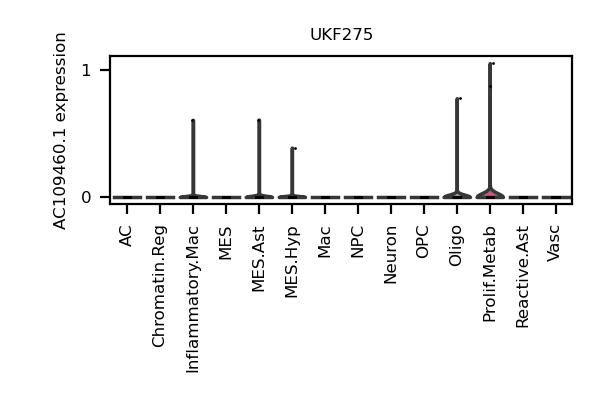 UKF275
AC109460.1 expression
1
0
AC
Chromatin.Reg
Inflammatory.Mac
MES
MES.Ast
MES.Hyp
Mac
NPC
Neuron
OPC
Oligo
Prolif.Metab
Reactive.Ast
Vasc